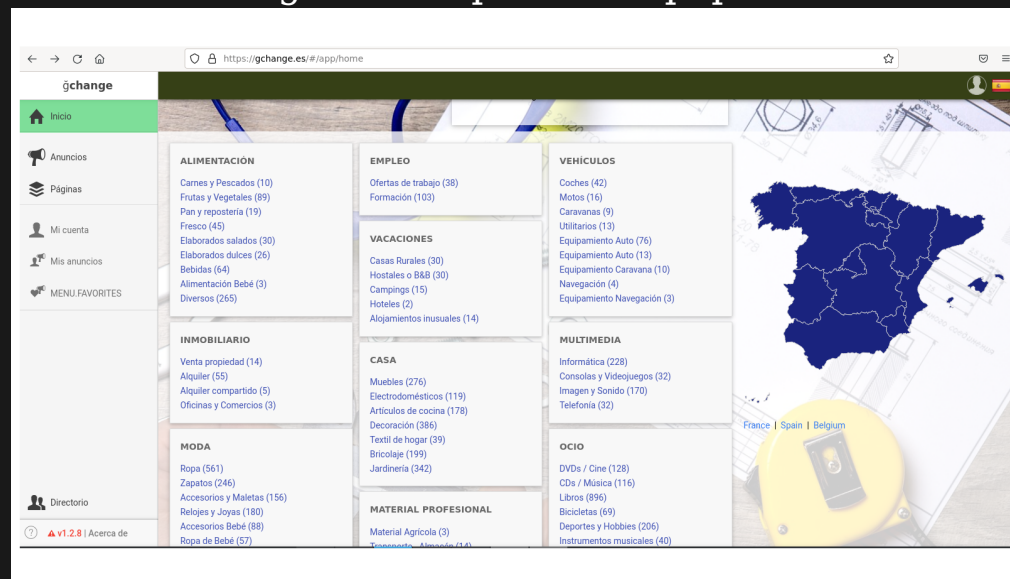 https://gchange.es/#/app/home
ğchange
Inicio
Anuncios
Páginas
Mi cuenta
Mis anuncios
MENU.FAVORITES
Directorio
v1.2.8 | Acerca de
ALIMENTACIÓN
Carnes y Pescados (10)
Frutas y Vegetales (89)
Pan y repostería (19)
Fresco (45)
Elaborados salados (30)
Elaborados dulces (26)
Bebidas (64)
Alimentación Bebé (3)
Diversos (265)
INMOBILIARIO
Venta propiedad (14)
Alquiler (55)
Alquiler compartido (5)
Oficinas y Comercios (3)
MODA
Ropa (561)
Zapatos (246)
Accesorios y Maletas (156)
Relojes y Joyas (180)
Accesorios Bebé (88)
Ropa de Bebé (57)
EMPLEO
Ofertas de trabajo (38)
Formación (103)
VACACIONES
Casas Rurales (30)
Hostales o B&B (30)
Campings (15)
Hoteles (2)
Alojamientos inusuales (14)
CASA
Muebles (276)
Electrodomésticos (119)
Artículos de cocina (178)
Decoración (386)
Textil de hogar (39)
Bricolaje (199)
Jardinería (342)
MATERIAL PROFESIONAL
Material Agrícola (3)
Transporte - Almacén (14)
VEHÍCULOS
Coches (42)
Motos (16)
Caravanas (9)
Utilitarios (13)
Equipamiento Auto (76)
Equipamiento Auto (13)
Equipamiento Caravana (10)
Navegación (4)
Equipamiento Navegación (3)
MULTIMEDIA
Informática (228)
Consolas y Videojuegos (32)
Imagen y Sonido (170)
Telefonía (32)
OCIO
DVDs / Cine (128)
CDs / Música (116)
Libros (896)
Bicicletas (69)
Deportes y Hobbies (206)
Instrumentos musicales (40)
France | Spain | Belgium